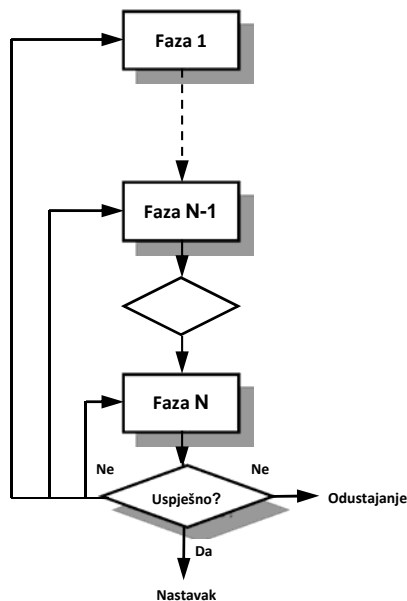 Faza 1
Faza N-1
Faza N
Ne
Ne
Uspješno?
Odustajanje
Da
Nastavak